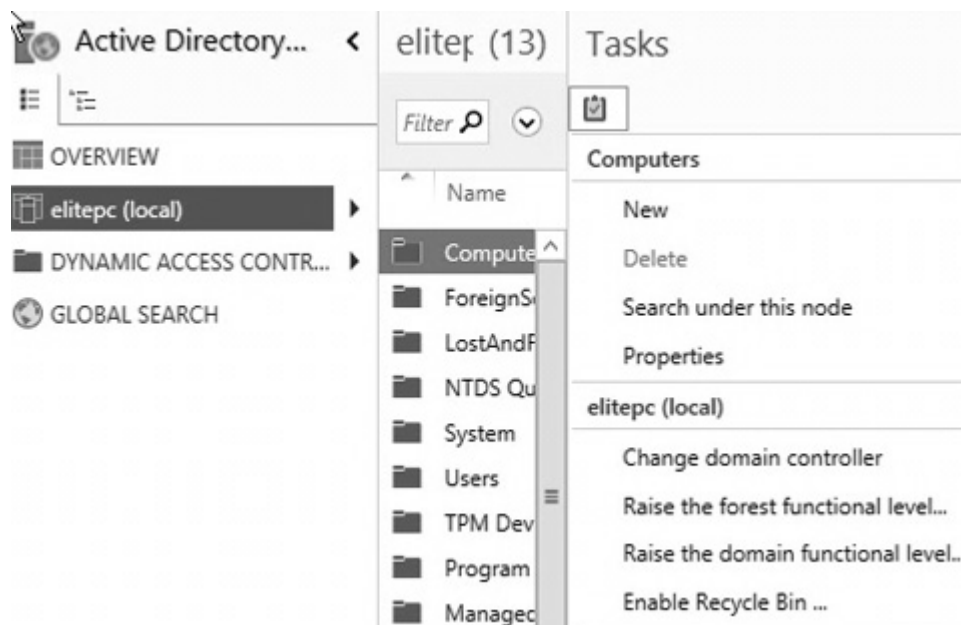 Active Directory...
OVERVIEW
elitepc (local)
DYNAMIC ACCESS CONTR...
GLOBAL SEARCH
elitep (13)
Filter
Name
Compute
ForeignS
LostAndF
NTDS Qu
System
Users
TPM Dev
Program
Managed
Tasks
Computers
New
Delete
Search under this node
Properties
elitepc (local)
Change domain controller
Raise the forest functional level...
Raise the domain functional level..
Enable Recycle Bin ...